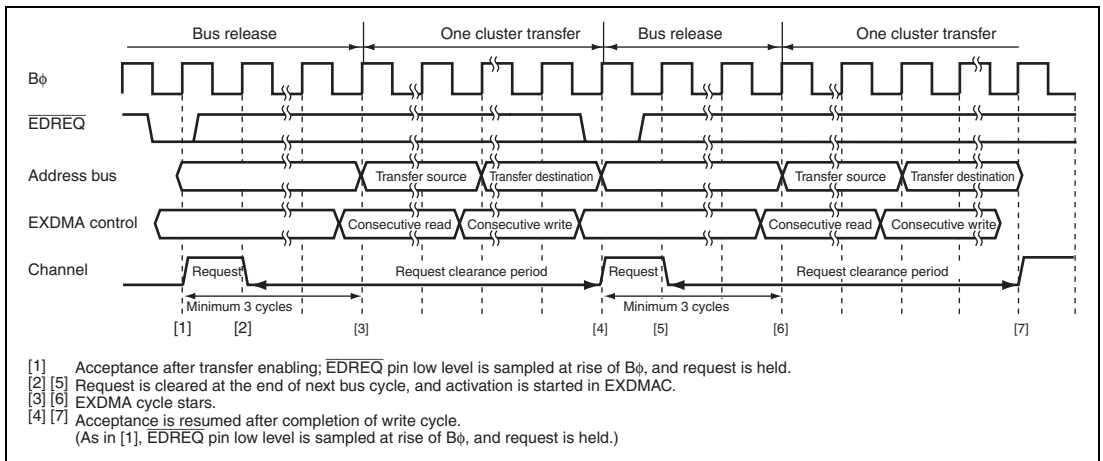 Bus release One cluster transfer Bus release One cluster transfer
Bφ
EDREQ
Address bus Transfer source Transfer destination Transfer source Transfer destination
EXDMA control Consecutive read Consecutive write Consecutive read Consecutive write
Channel Request Request clearance period Request Request clearance period
Minimum 3 cycles Minimum 3 cycles
[1] [2] [3] [4] [5] [6] [7]
[1] Acceptance after transfer enabling; EDREQ pin low level is sampled at rise of Bφ, and request is held.
[2] [5] Request is cleared at the end of next bus cycle, and activation is started in EXDMAC.
[3] [6] EXDMA cycle stars.
[4] [7] Acceptance is resumed after completion of write cycle.
(As in [1], EDREQ pin low level is sampled at rise of Bφ, and request is held.)